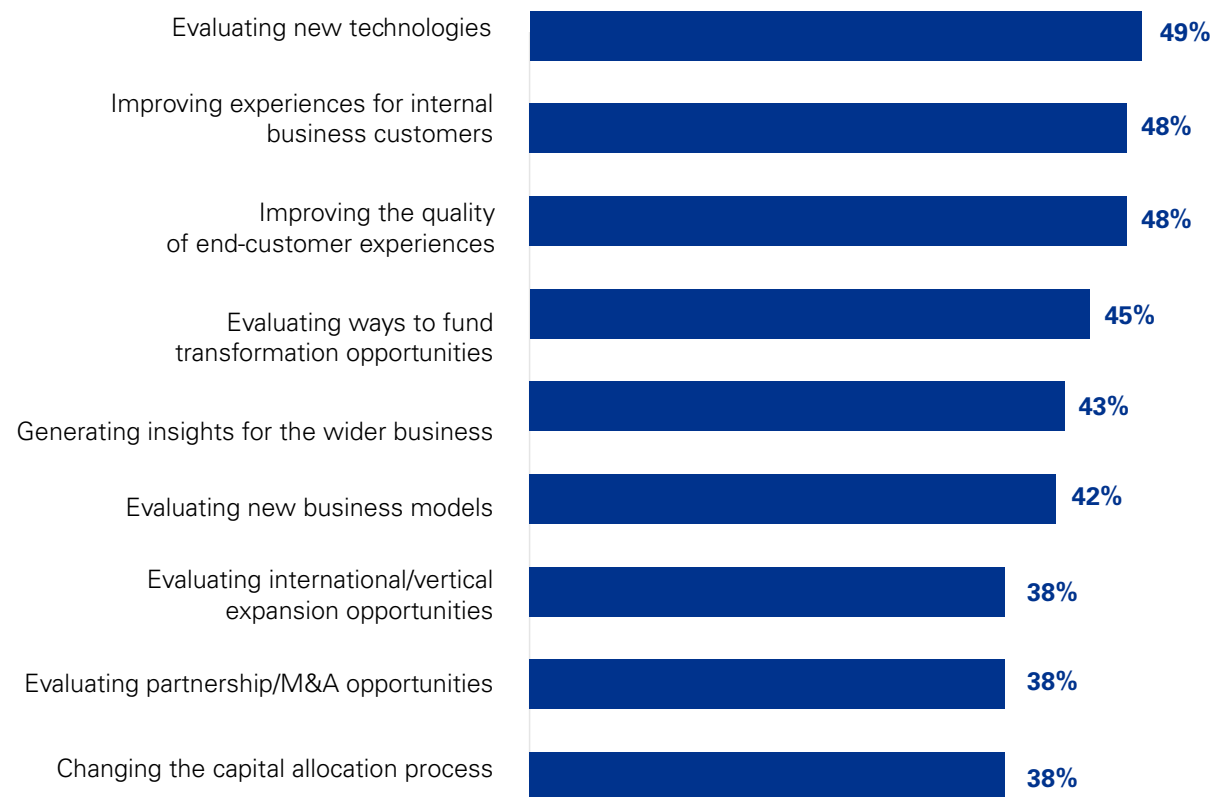 Evaluating new technologies
49%
Improving experiences for internal
business customers
48%
Improving the quality
of end-customer experiences
48%
Evaluating ways to fund
transformation opportunities
45%
Generating insights for the wider business
43%
Evaluating new business models
42%
Evaluating international/vertical
expansion opportunities
38%
Evaluating partnership/M&A opportunities
38%
Changing the capital allocation process
38%